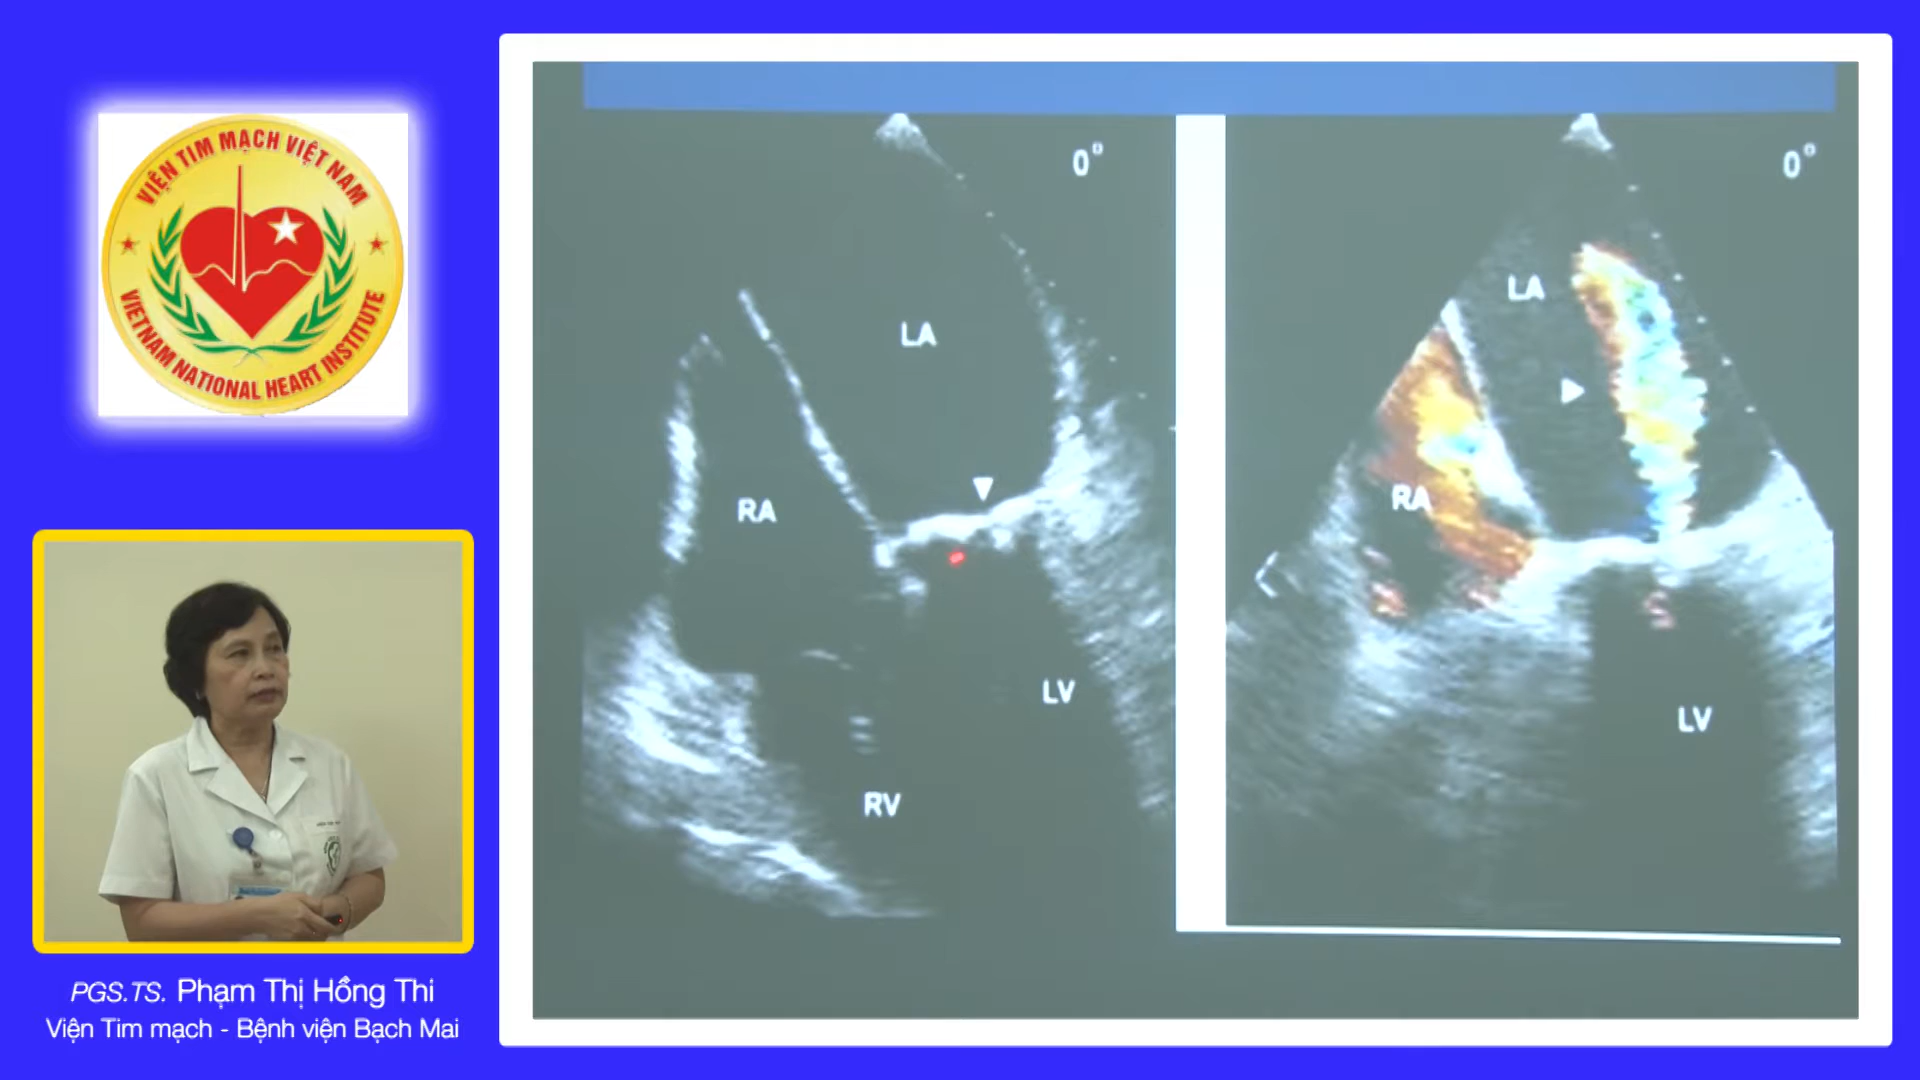 VIỆN TIM MẠCH VIỆT NAM
VIETNAM NATIONAL HEART INSTITUTE
PGS.TS. Phạm Thị Hồng Thi
Viện Tim mạch - Bệnh viện Bạch Mai
0°
LA
RA
LV
RV
0°
LA
RA
LV